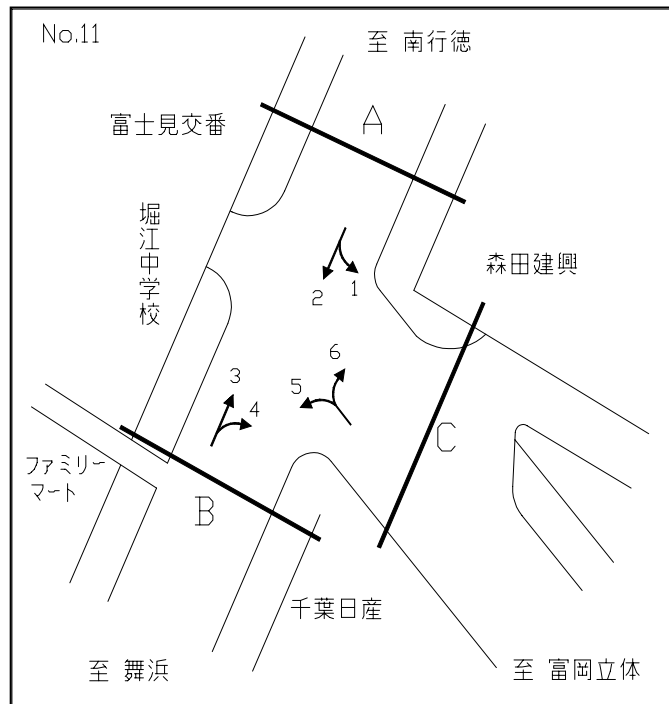 No.11
至 南行徳
富士見交番
A
堀江中学校
森田建興
2
1
6
3
5
4
C
ファミリー
マート
B
千葉日産
至 舞浜
至 富岡立体